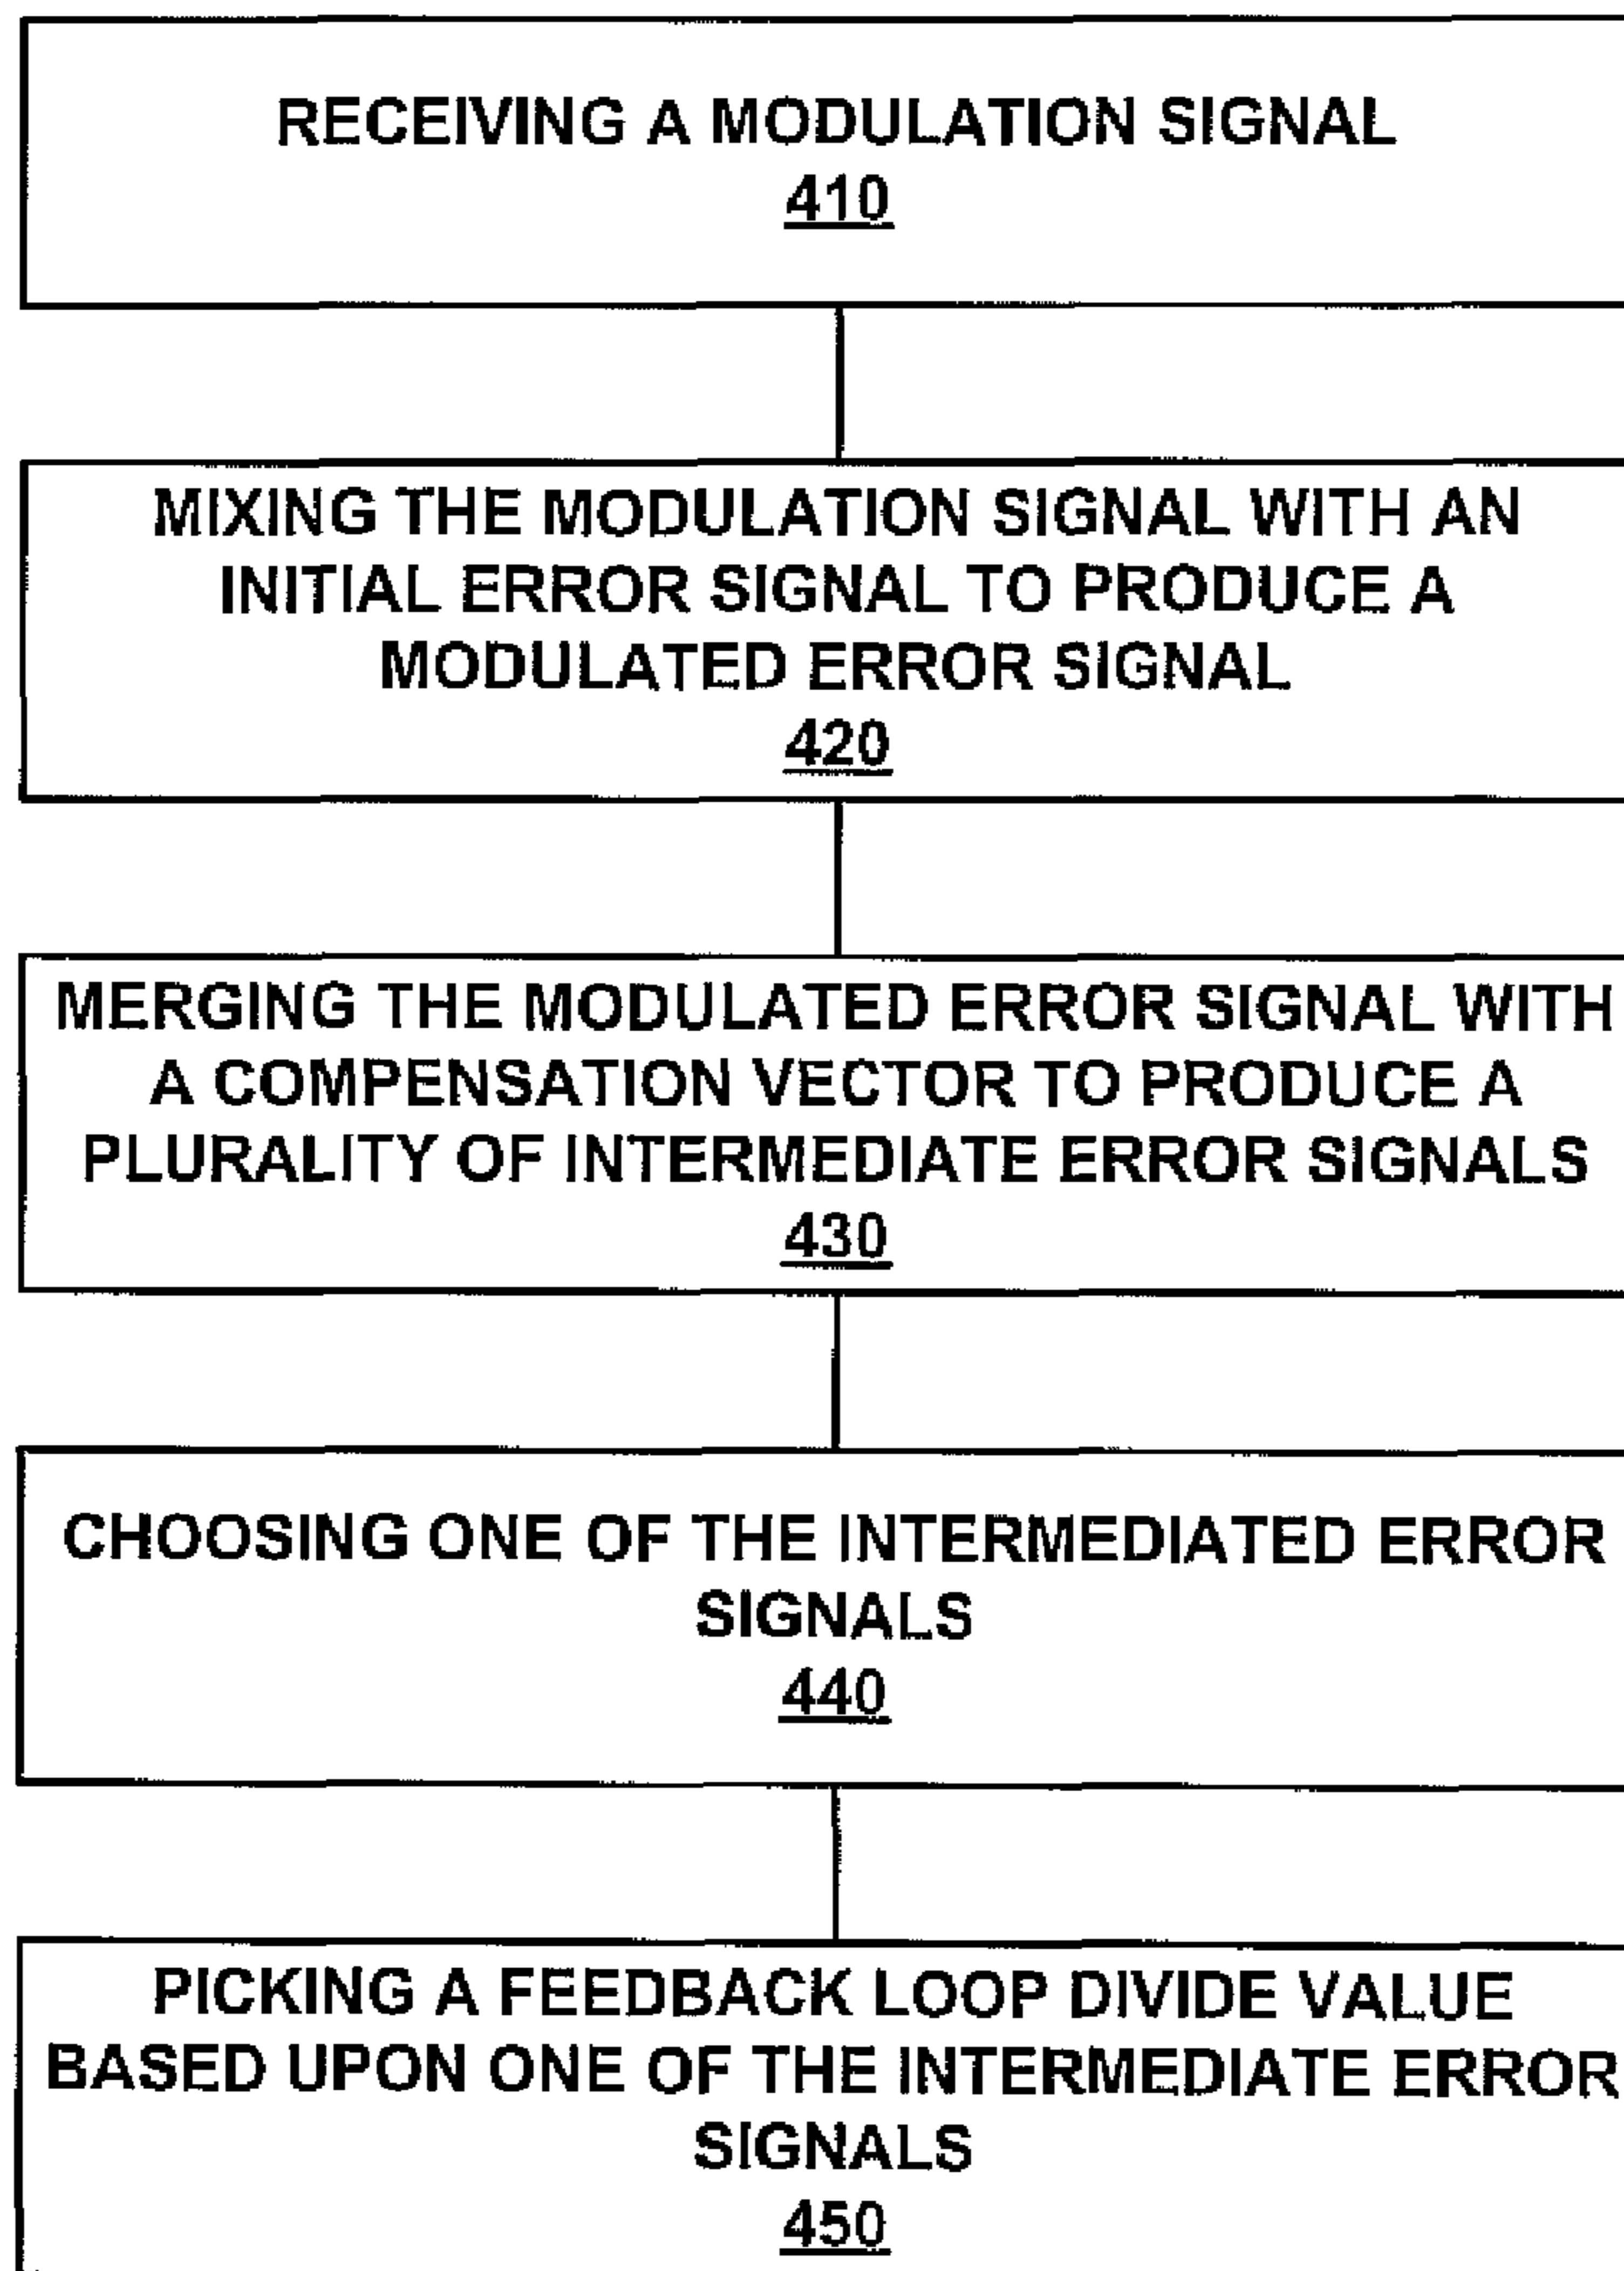 RECEIVING A MODULATION SIGNAL
410
MIXING THE MODULATION SIGNAL WITH AN
INITIAL ERROR SIGNAL TO PRODUCE A
MODULATED ERROR SIGNAL
420
MERGING THE MODULATED ERROR SIGNAL WITH
A COMPENSATION VECTOR TO PRODUCE A
PLURALITY OF INTERMEDIATE ERROR SIGNALS
430
CHOOSING ONE OF THE INTERMEDIATED ERROR
SIGNALS
440
PICKING A FEEDBACK LOOP DIVIDE VALUE
BASED UPON ONE OF THE INTERMEDIATE ERROR
SIGNALS
450